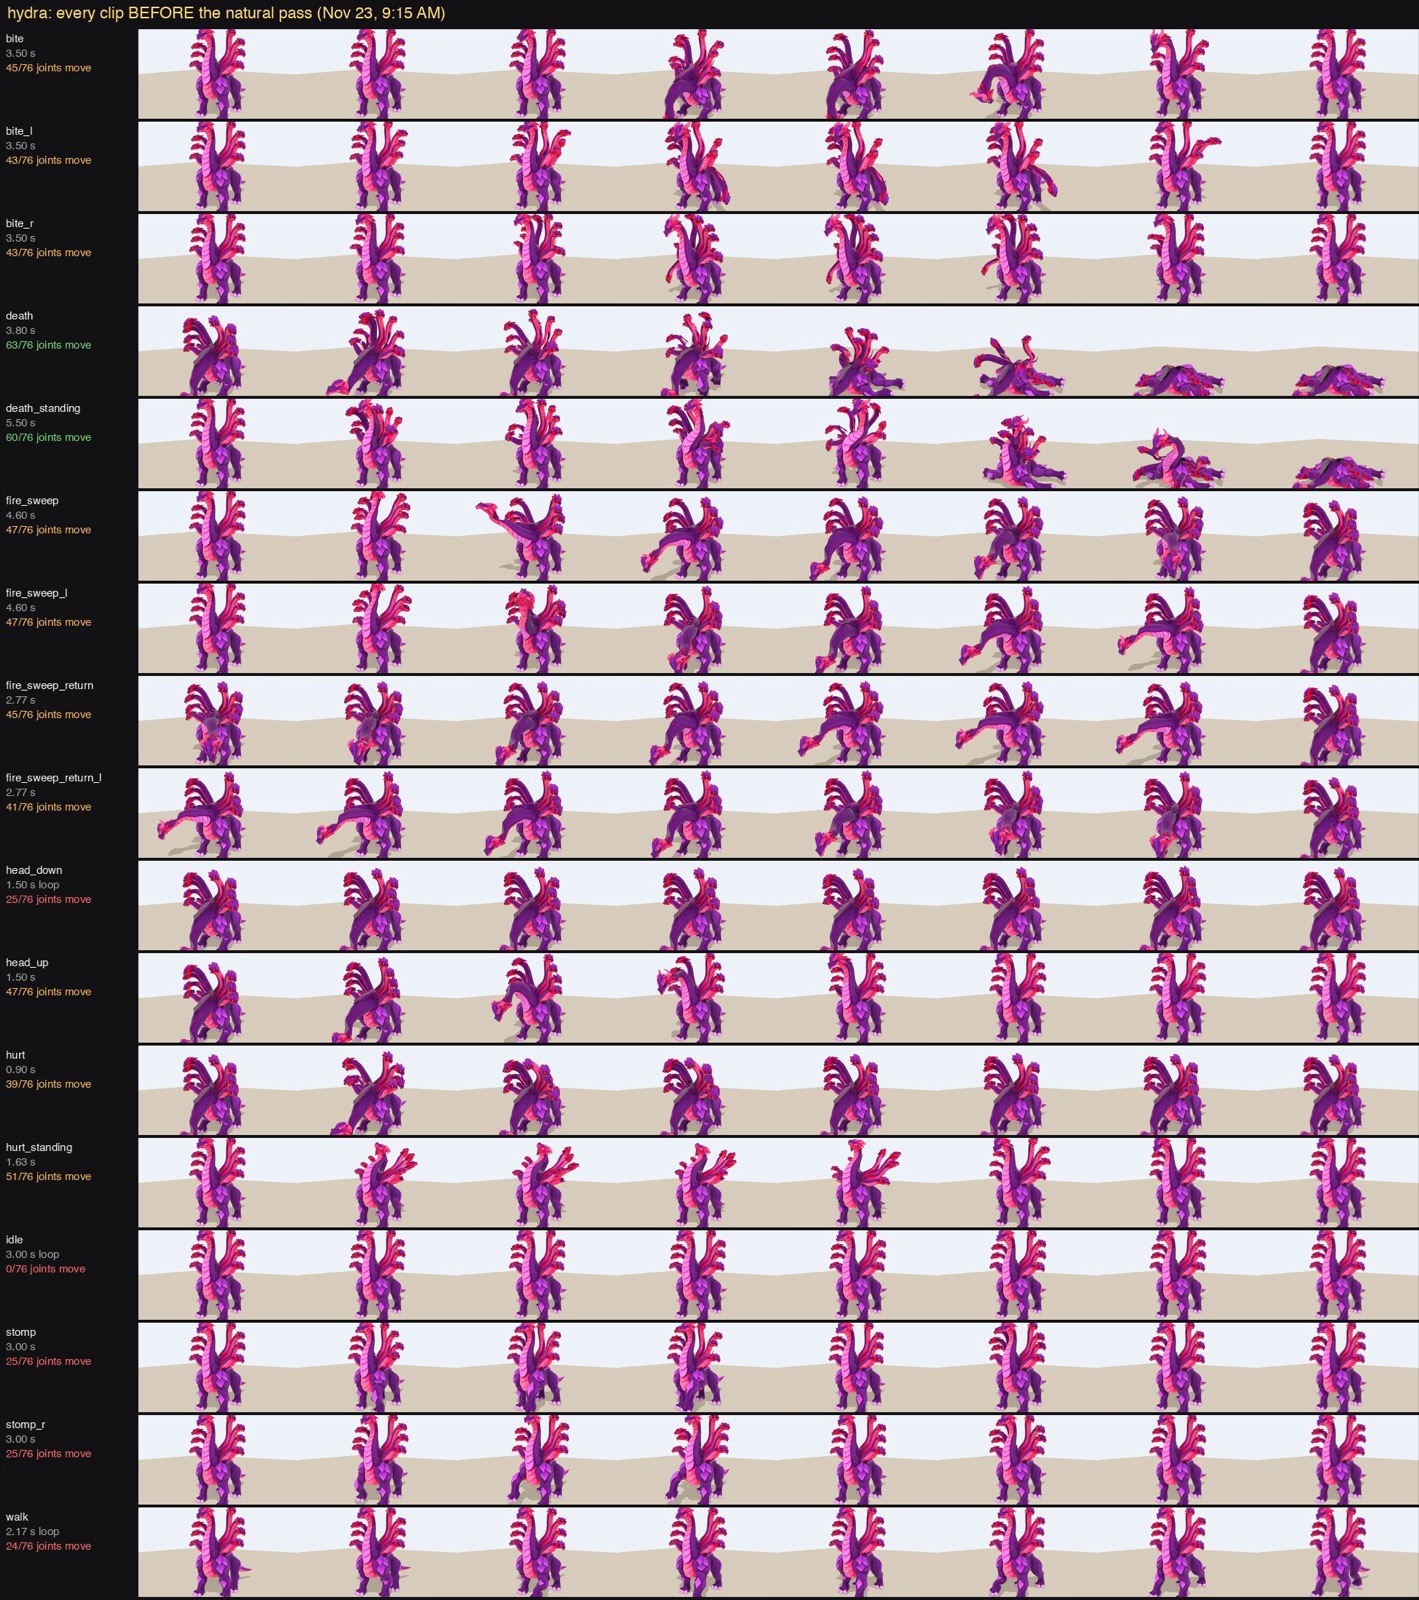 hydra: every clip BEFORE the natural pass (Nov 23, 9:15 AM)
bite
3.50 s
45/76 joints move
bite_l
3.50 s
43/76 joints move
bite_r
3.50 s
43/76 joints move
death
3.80 s
63/76 joints move
death_standing
5.50 s
60/76 joints move
fire_sweep
4.60 s
47/76 joints move
fire_sweep_l
4.60 s
47/76 joints move
fire_sweep_return
2.77 s
45/76 joints move
fire_sweep_return_l
2.77 s
41/76 joints move
head_down
1.50 s loop
25/76 joints move
head_up
1.50 s
47/76 joints move
hurt
0.90 s
39/76 joints move
hurt_standing
1.63 s
51/76 joints move
idle
3.00 s loop
0/76 joints move
stomp
3.00 s
25/76 joints move
stomp_r
3.00 s
25/76 joints move
walk
2.17 s loop
24/76 joints move